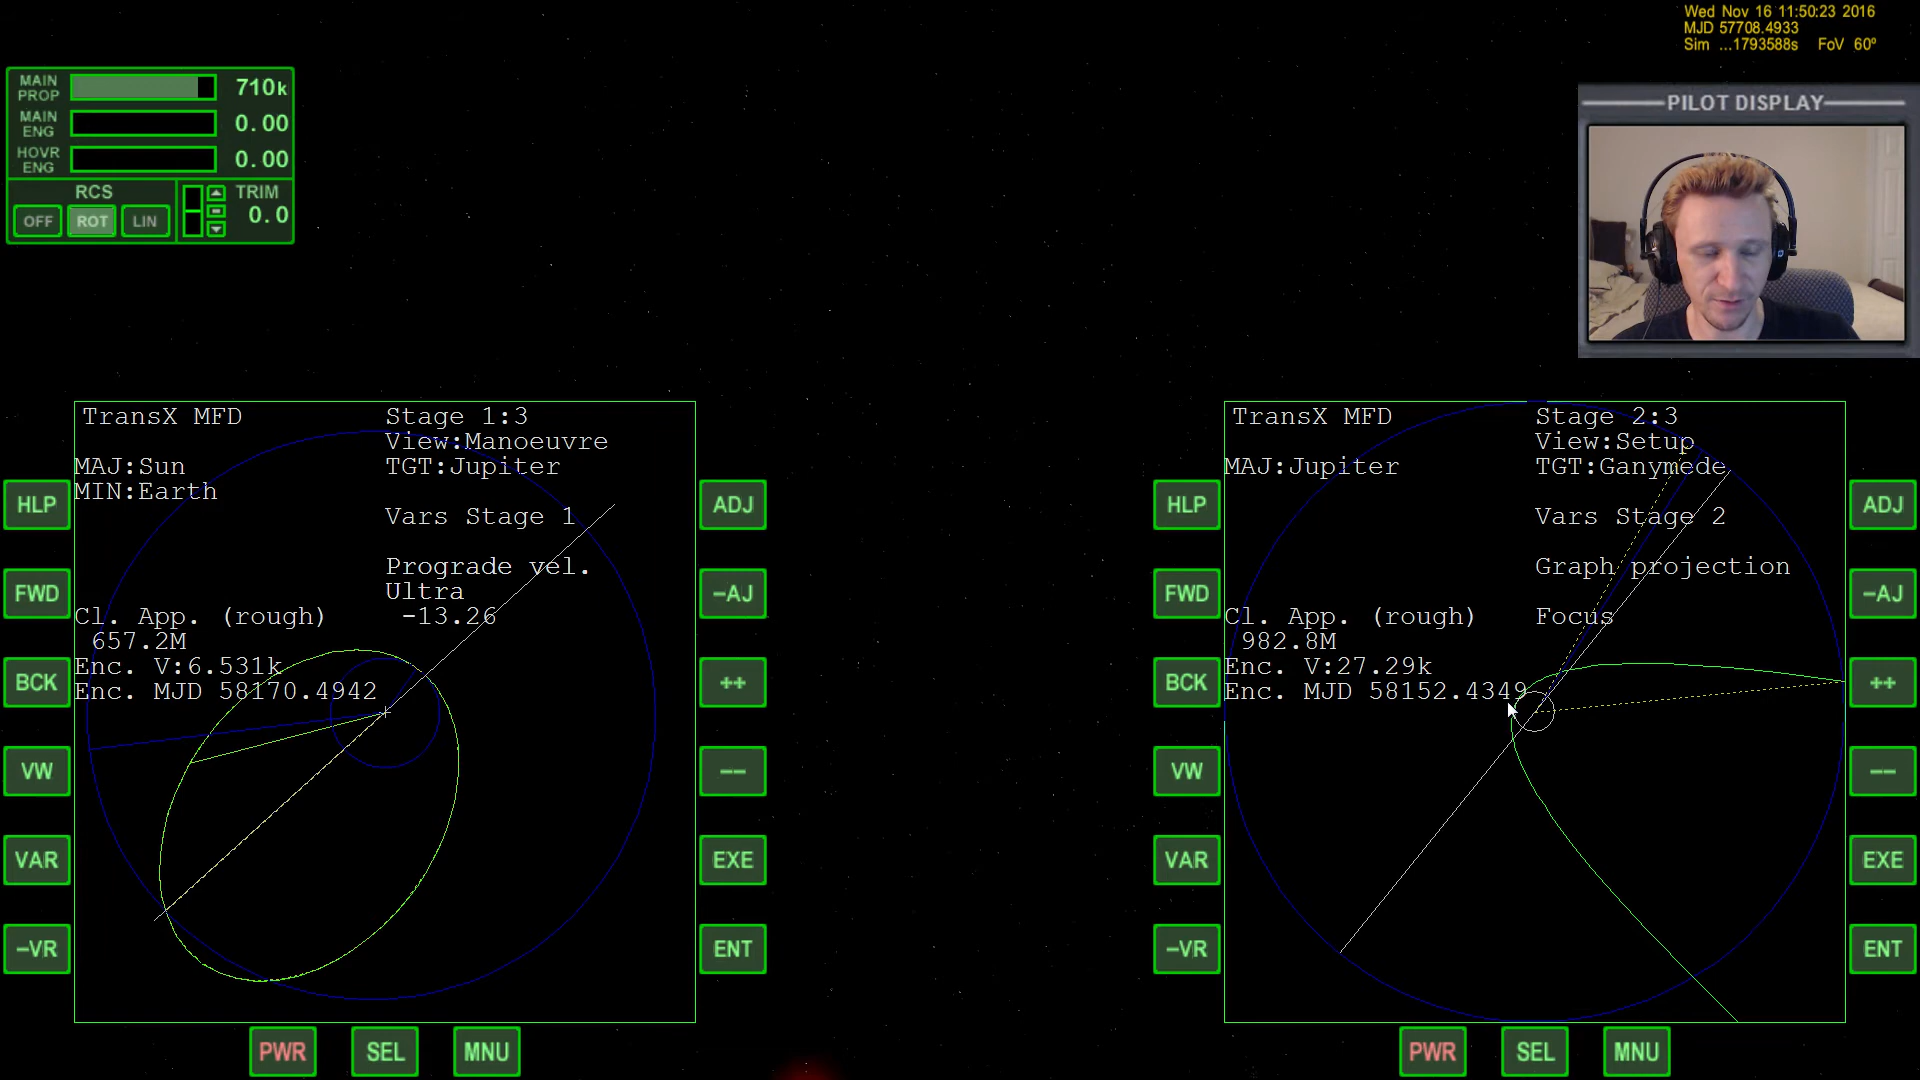 Wed Nov 16 11:50:23 2016
MJD 57708.4933
Sim ...1793588s FoV 60º
MAIN PROP 710k
MAIN ENG 0.00
HOVR ENG 0.00
RCS TRIM
OFF ROT LIN 0.0
PILOT DISPLAY
TransX MFD Stage 1:3
View:Manoeuvre
MAJ:Sun TGT:Jupiter
MIN:Earth
Vars Stage 1
Prograde vel.
Ultra
Cl. App. (rough) -13.26
657.2M
Enc. V:6.531k
Enc. MJD 58170.4942
HLP
FWD
BCK
VW
VAR
-VR
ADJ
-AJ
++
--
EXE
ENT
PWR SEL MNU
TransX MFD Stage 2:3
View:Setup
MAJ:Jupiter TGT:Ganymede
Vars Stage 2
Graph projection
Cl. App. (rough) Focus
982.8M
Enc. V:27.29k
Enc. MJD 58152.4349
HLP
FWD
BCK
VW
VAR
-VR
ADJ
-AJ
++
--
EXE
ENT
PWR SEL MNU